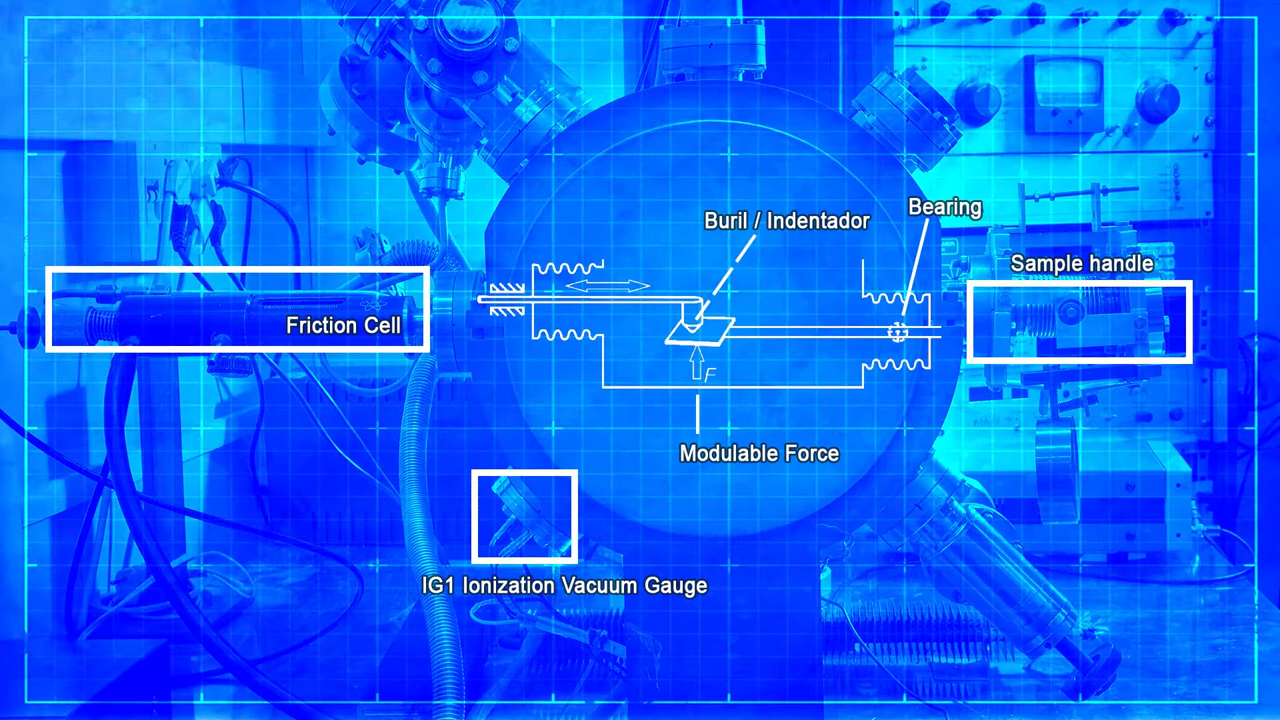 Buril / Indentador
Bearing
Sample handle
Friction Cell
F
Modulable Force
IG1 Ionization Vacuum Gauge